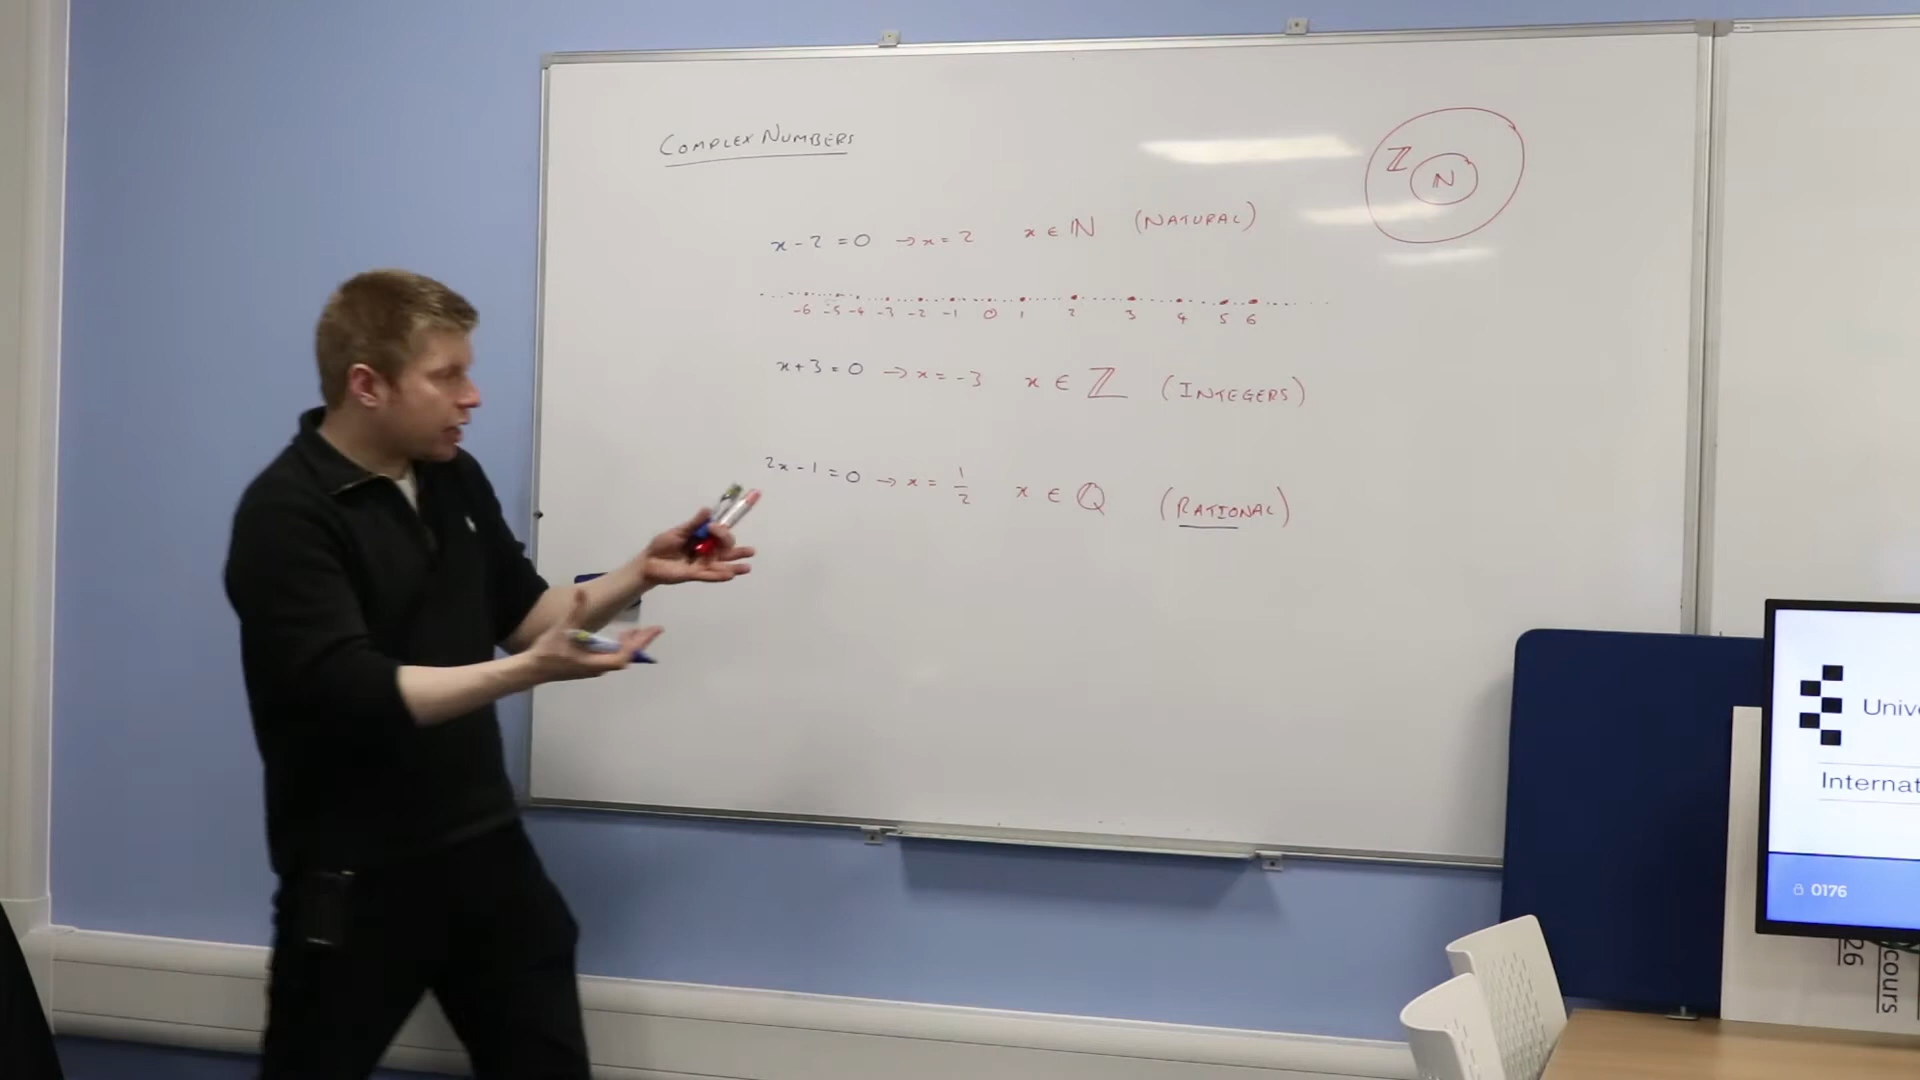 COMPLEX NUMBERS
x - 2 = 0 → x = 2 x ∈ ℕ (NATURAL)
ℤ
N
-6 -5 -4 -3 -2 -1 0 1 2 3 4 5 6
x + 3 = 0 → x = -3 x ∈ ℤ (INTEGERS)
2x - 1 = 0 → x = 1/2 x ∈ ℚ (RATIONAL)
Unive
Internat
0176
26
cours